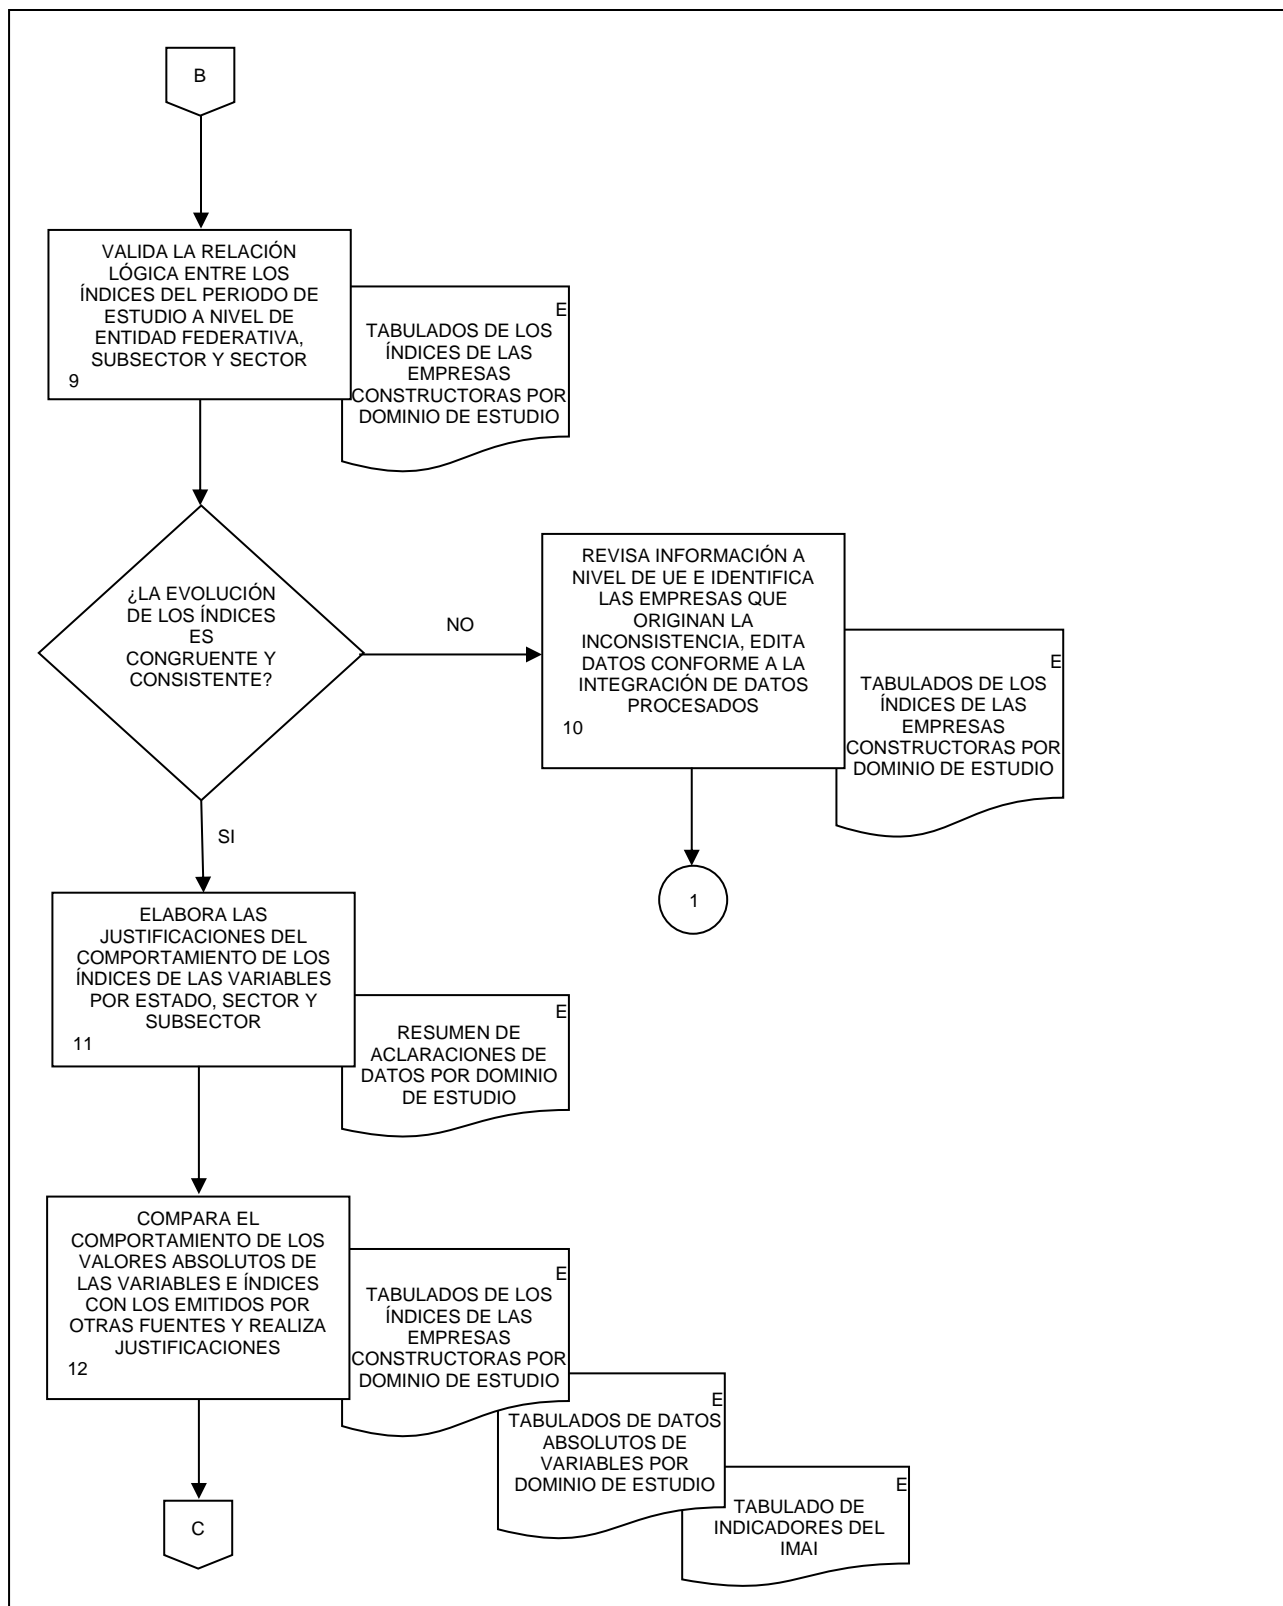 B
VALIDA LA RELACIÓN
LÓGICA ENTRE LOS
ÍNDICES DEL PERIODO DE
ESTUDIO A NIVEL DE
ENTIDAD FEDERATIVA,
SUBSECTOR Y SECTOR
9
E
TABULADOS DE LOS
ÍNDICES DE LAS
EMPRESAS
CONSTRUCTORAS POR
DOMINIO DE ESTUDIO
¿LA EVOLUCIÓN
DE LOS ÍNDICES
ES
CONGRUENTE Y
CONSISTENTE?
NO
REVISA INFORMACIÓN A
NIVEL DE UE E IDENTIFICA
LAS EMPRESAS QUE
ORIGINAN LA
INCONSISTENCIA, EDITA
DATOS CONFORME A LA
INTEGRACIÓN DE DATOS
PROCESADOS
10
E
TABULADOS DE LOS
ÍNDICES DE LAS
EMPRESAS
CONSTRUCTORAS POR
DOMINIO DE ESTUDIO
1
SI
ELABORA LAS
JUSTIFICACIONES DEL
COMPORTAMIENTO DE LOS
ÍNDICES DE LAS VARIABLES
POR ESTADO, SECTOR Y
SUBSECTOR
11
E
RESUMEN DE
ACLARACIONES DE
DATOS POR DOMINIO
DE ESTUDIO
COMPARA EL
COMPORTAMIENTO DE LOS
VALORES ABSOLUTOS DE
LAS VARIABLES E ÍNDICES
CON LOS EMITIDOS POR
OTRAS FUENTES Y REALIZA
JUSTIFICACIONES
12
E
TABULADOS DE LOS
ÍNDICES DE LAS
EMPRESAS
CONSTRUCTORAS POR
DOMINIO DE ESTUDIO
E
TABULADOS DE DATOS
ABSOLUTOS DE
VARIABLES POR
DOMINIO DE ESTUDIO
E
TABULADO DE
INDICADORES DEL
IMAI
C